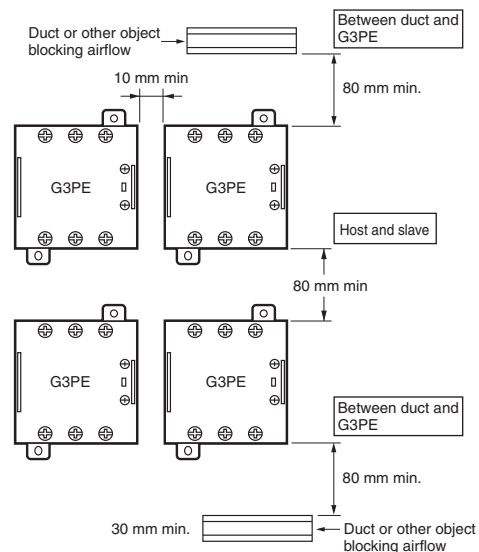 Duct or other object
blocking airflow
Between duct and
G3PE
10 mm min
80 mm min.
G3PE
G3PE
Host and slave
80 mm min
G3PE
G3PE
Between duct and
G3PE
80 mm min.
30 mm min.
Duct or other object
blocking airflow